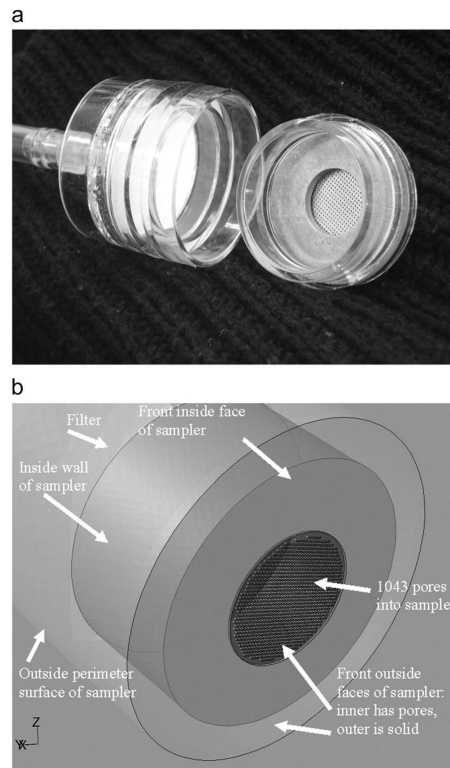 a
b
Filter
Front inside face
of sampler
Inside wall
of sampler
1043 pores
into sample
Outside perimeter
surface of sampler
Front outside
faces of sampler:
inner has pores,
outer is solid
Z
X